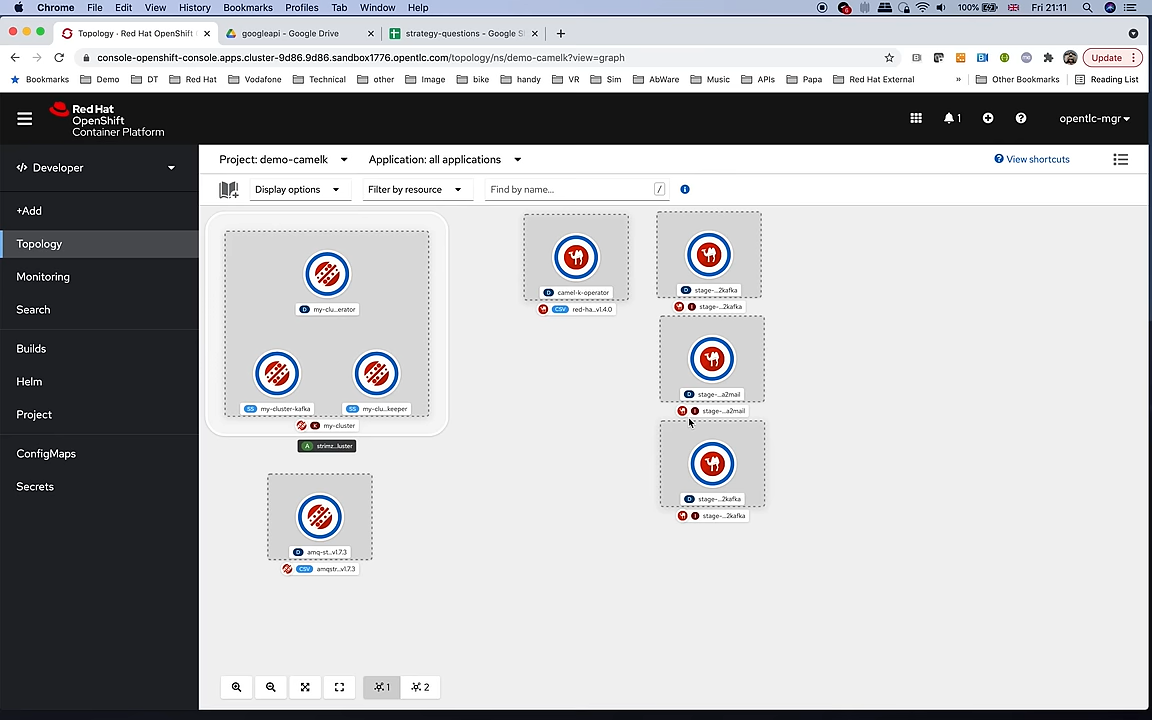 Chrome File Edit View History Bookmarks Profiles Tab Window Help 100% Fri 21:11
Topology · Red Hat OpenShift googleapi - Google Drive strategy-questions - Google S
console-openshift-console.apps.cluster-9d86.9d86.sandbox1776.opentlc.com/topology/ns/demo-camelk?view=graph Update
Bookmarks Demo DT Red Hat Vodafone Technical other Image bike handy VR Sim AbWare Music APIs Papa Red Hat External » Other Bookmarks Reading List
Red Hat
OpenShift
Container Platform
1 opentlc-mgr
Developer
Project: demo-camelk Application: all applications View shortcuts
Display options Filter by resource Find by name... /
+Add
Topology
Monitoring
Search
Builds
Helm
Project
ConfigMaps
Secrets
D my-clu...erator
SS my-cluster-kafka SS my-clu...keeper
K my-cluster
A strimz...luster
D amq-st...v1.7.3
CSV amqstr...v1.7.3
D camel-k-operator
CSV red-ha...v1.4.0
D stage-...2kafka
I stage-...2kafka
D stage-...a2mail
I stage-...a2mail
D stage-...2kafka
I stage-...2kafka
1 2